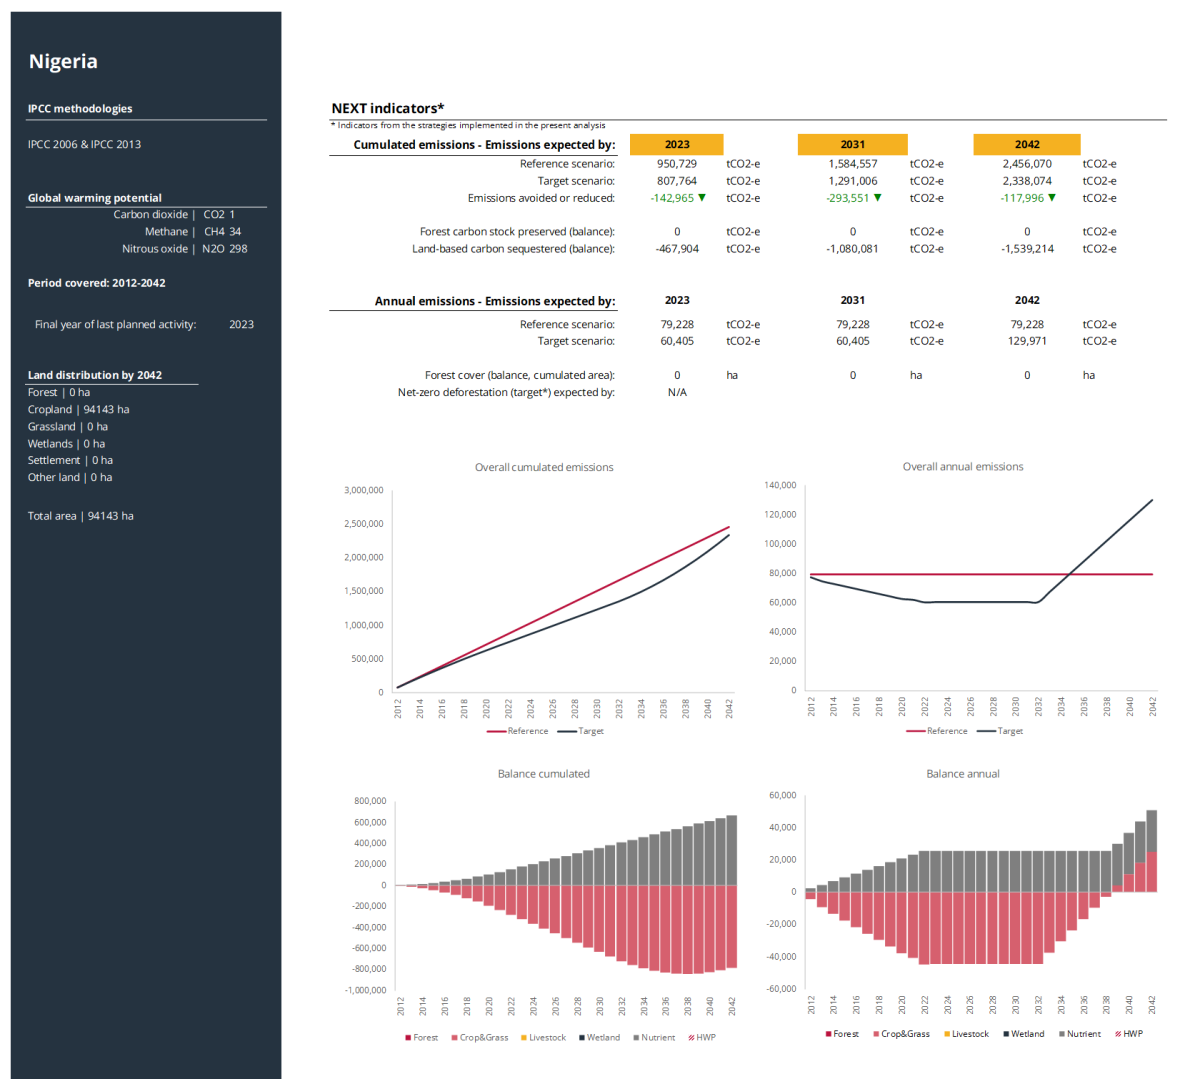 Nigeria
IPCC methodologies
IPCC 2006 & IPCC 2013
Global warming potential
Carbon dioxide | CO2 1
Methane | CH4 34
Nitrous oxide | N2O 298
Period covered: 2012-2042
Final year of last planned activity: 2023
Land distribution by 2042
Forest | 0 ha
Cropland | 94143 ha
Grassland | 0 ha
Wetlands | 0 ha
Settlement | 0 ha
Other land | 0 ha
Total area | 94143 ha
NEXT indicators*
* Indicators from the strategies implemented in the present analysis
Cumulated emissions - Emissions expected by: 2023 2031 2042
Reference scenario: 950,729 tCO2-e 1,584,557 tCO2-e 2,456,070 tCO2-e
Target scenario: 807,764 tCO2-e 1,291,006 tCO2-e 2,338,074 tCO2-e
Emissions avoided or reduced: -142,965 ▼ tCO2-e -293,551 ▼ tCO2-e -117,996 ▼ tCO2-e
Forest carbon stock preserved (balance): 0 tCO2-e 0 tCO2-e 0 tCO2-e
Land-based carbon sequestered (balance): -467,904 tCO2-e -1,080,081 tCO2-e -1,539,214 tCO2-e
Annual emissions - Emissions expected by: 2023 2031 2042
Reference scenario: 79,228 tCO2-e 79,228 tCO2-e 79,228 tCO2-e
Target scenario: 60,405 tCO2-e 60,405 tCO2-e 129,971 tCO2-e
Forest cover (balance, cumulated area): 0 ha 0 ha 0 ha
Net-zero deforestation (target*) expected by: N/A
Overall cumulated emissions
3,000,000
2,500,000
2,000,000
1,500,000
1,000,000
500,000
0
2012 2014 2016 2018 2020 2022 2024 2026 2028 2030 2032 2034 2036 2038 2040 2042
Reference Target
Overall annual emissions
140,000
120,000
100,000
80,000
60,000
40,000
20,000
0
2012 2014 2016 2018 2020 2022 2024 2026 2028 2030 2032 2034 2036 2038 2040 2042
Reference Target
Balance cumulated
800,000
600,000
400,000
200,000
0
-200,000
-400,000
-600,000
-800,000
-1,000,000
2012 2014 2016 2018 2020 2022 2024 2026 2028 2030 2032 2034 2036 2038 2040 2042
Forest Crop&Grass Livestock Wetland Nutrient HWP
Balance annual
60,000
40,000
20,000
0
-20,000
-40,000
-60,000
2012 2014 2016 2018 2020 2022 2024 2026 2028 2030 2032 2034 2036 2038 2040 2042
Forest Crop&Grass Livestock Wetland Nutrient HWP